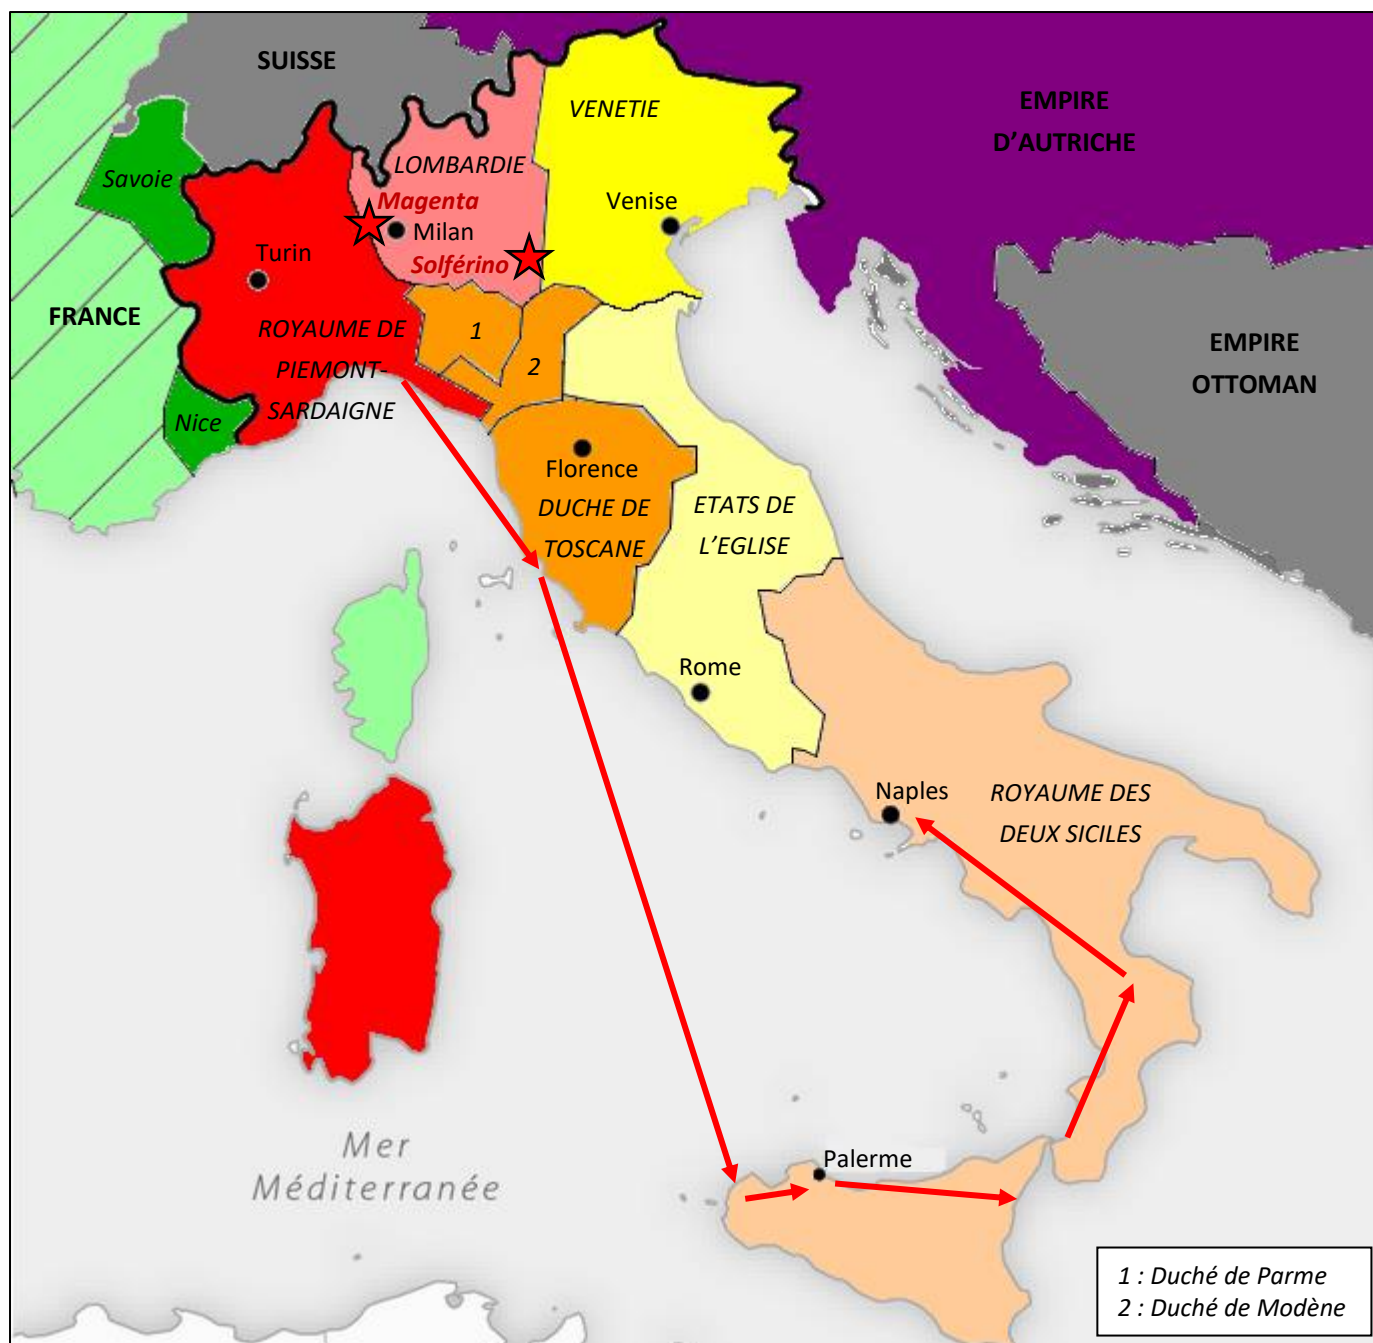 SUISSE
EMPIRE
D'AUTRICHE
VENETIE
LOMBARDIE
Savoie
Magenta
Venise
Milan
Turin
Solférino
FRANCE
ROYAUME DE
PIEMONT-
SARDAIGNE
1
2
EMPIRE
OTTOMAN
Nice
Florence
DUCHE DE
TOSCANE
ETATS DE
L'EGLISE
Rome
Naples
ROYAUME DES
DEUX SICILES
Mer
Méditerranée
Palerme
1 : Duché de Parme
2 : Duché de Modène